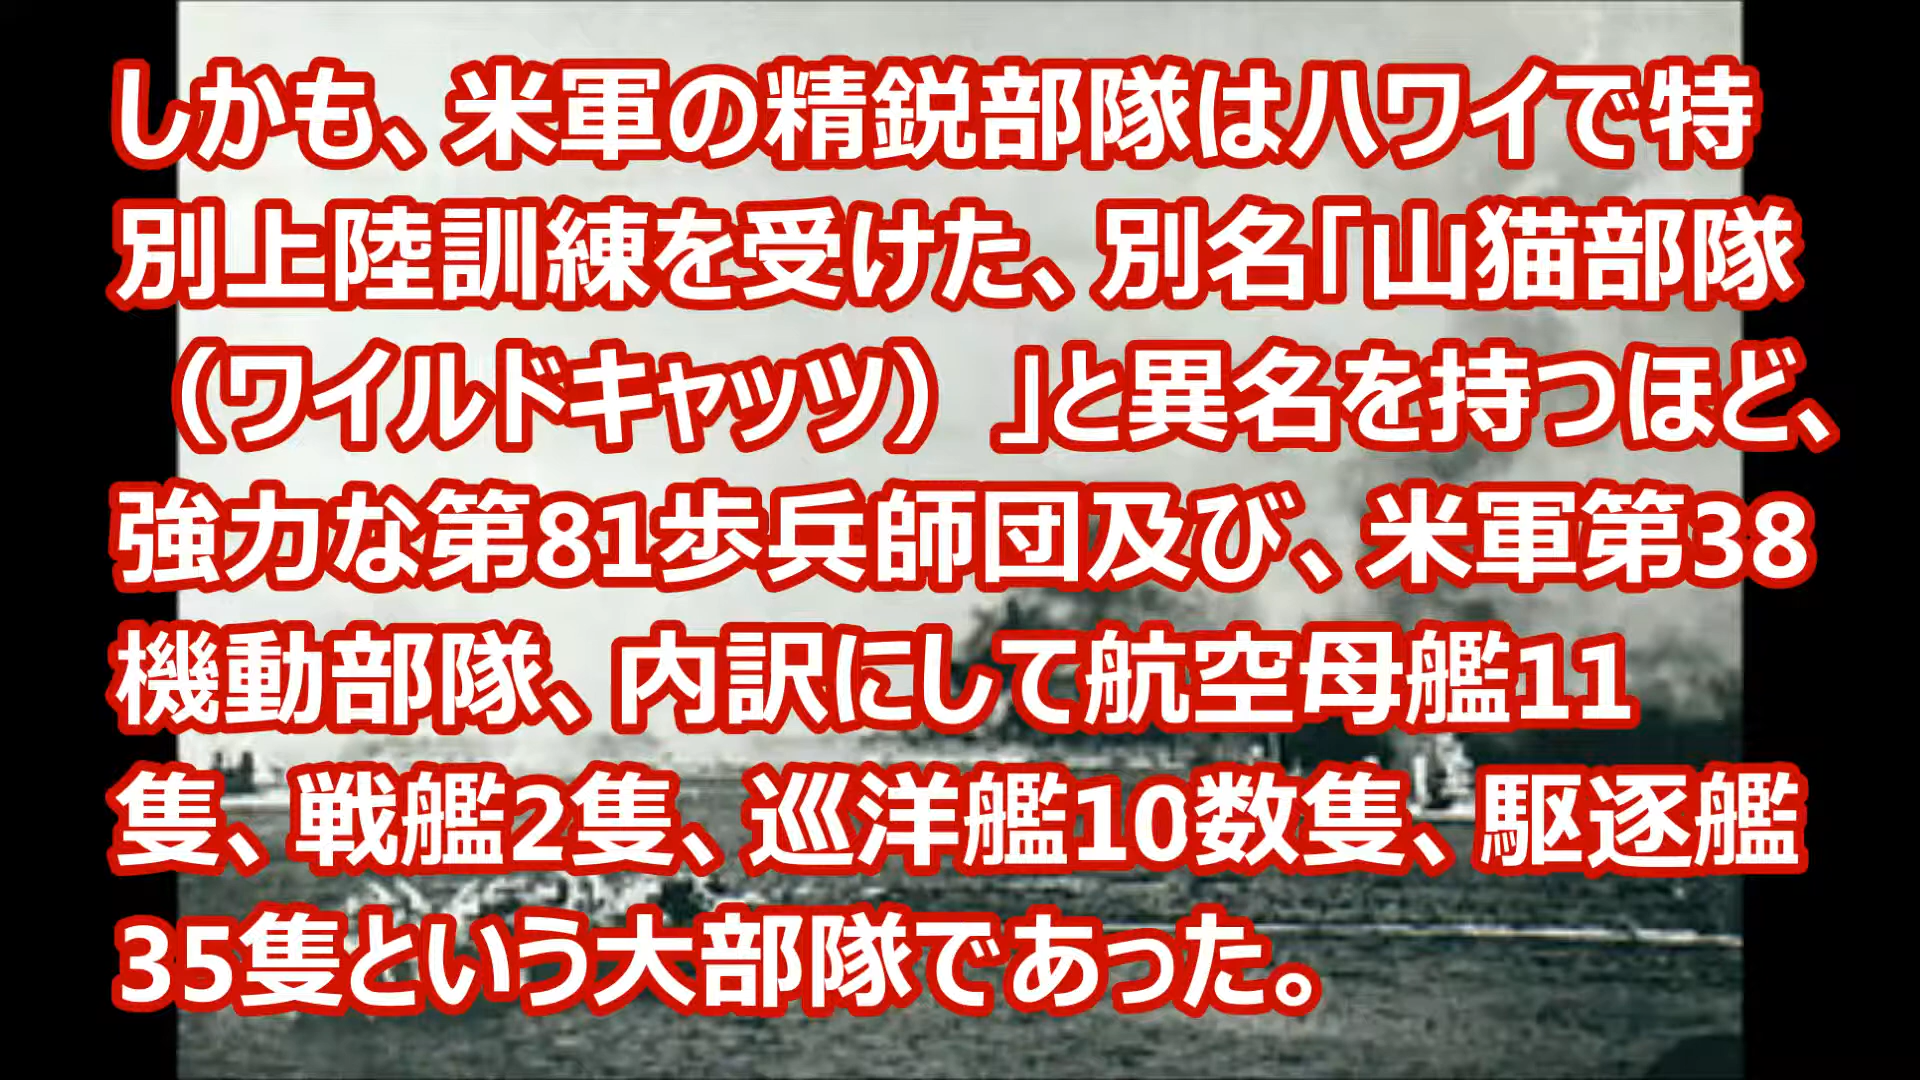 しかも、米軍の精鋭部隊はハワイで特
別上陸訓練を受けた、別名「山猫部隊
（ワイルドキャッツ）」と異名を持つほど、
強力な第81歩兵師団及び、米軍第38
機動部隊、内訳にして航空母艦11
隻、戦艦2隻、巡洋艦10数隻、駆逐艦
35隻という大部隊であった。